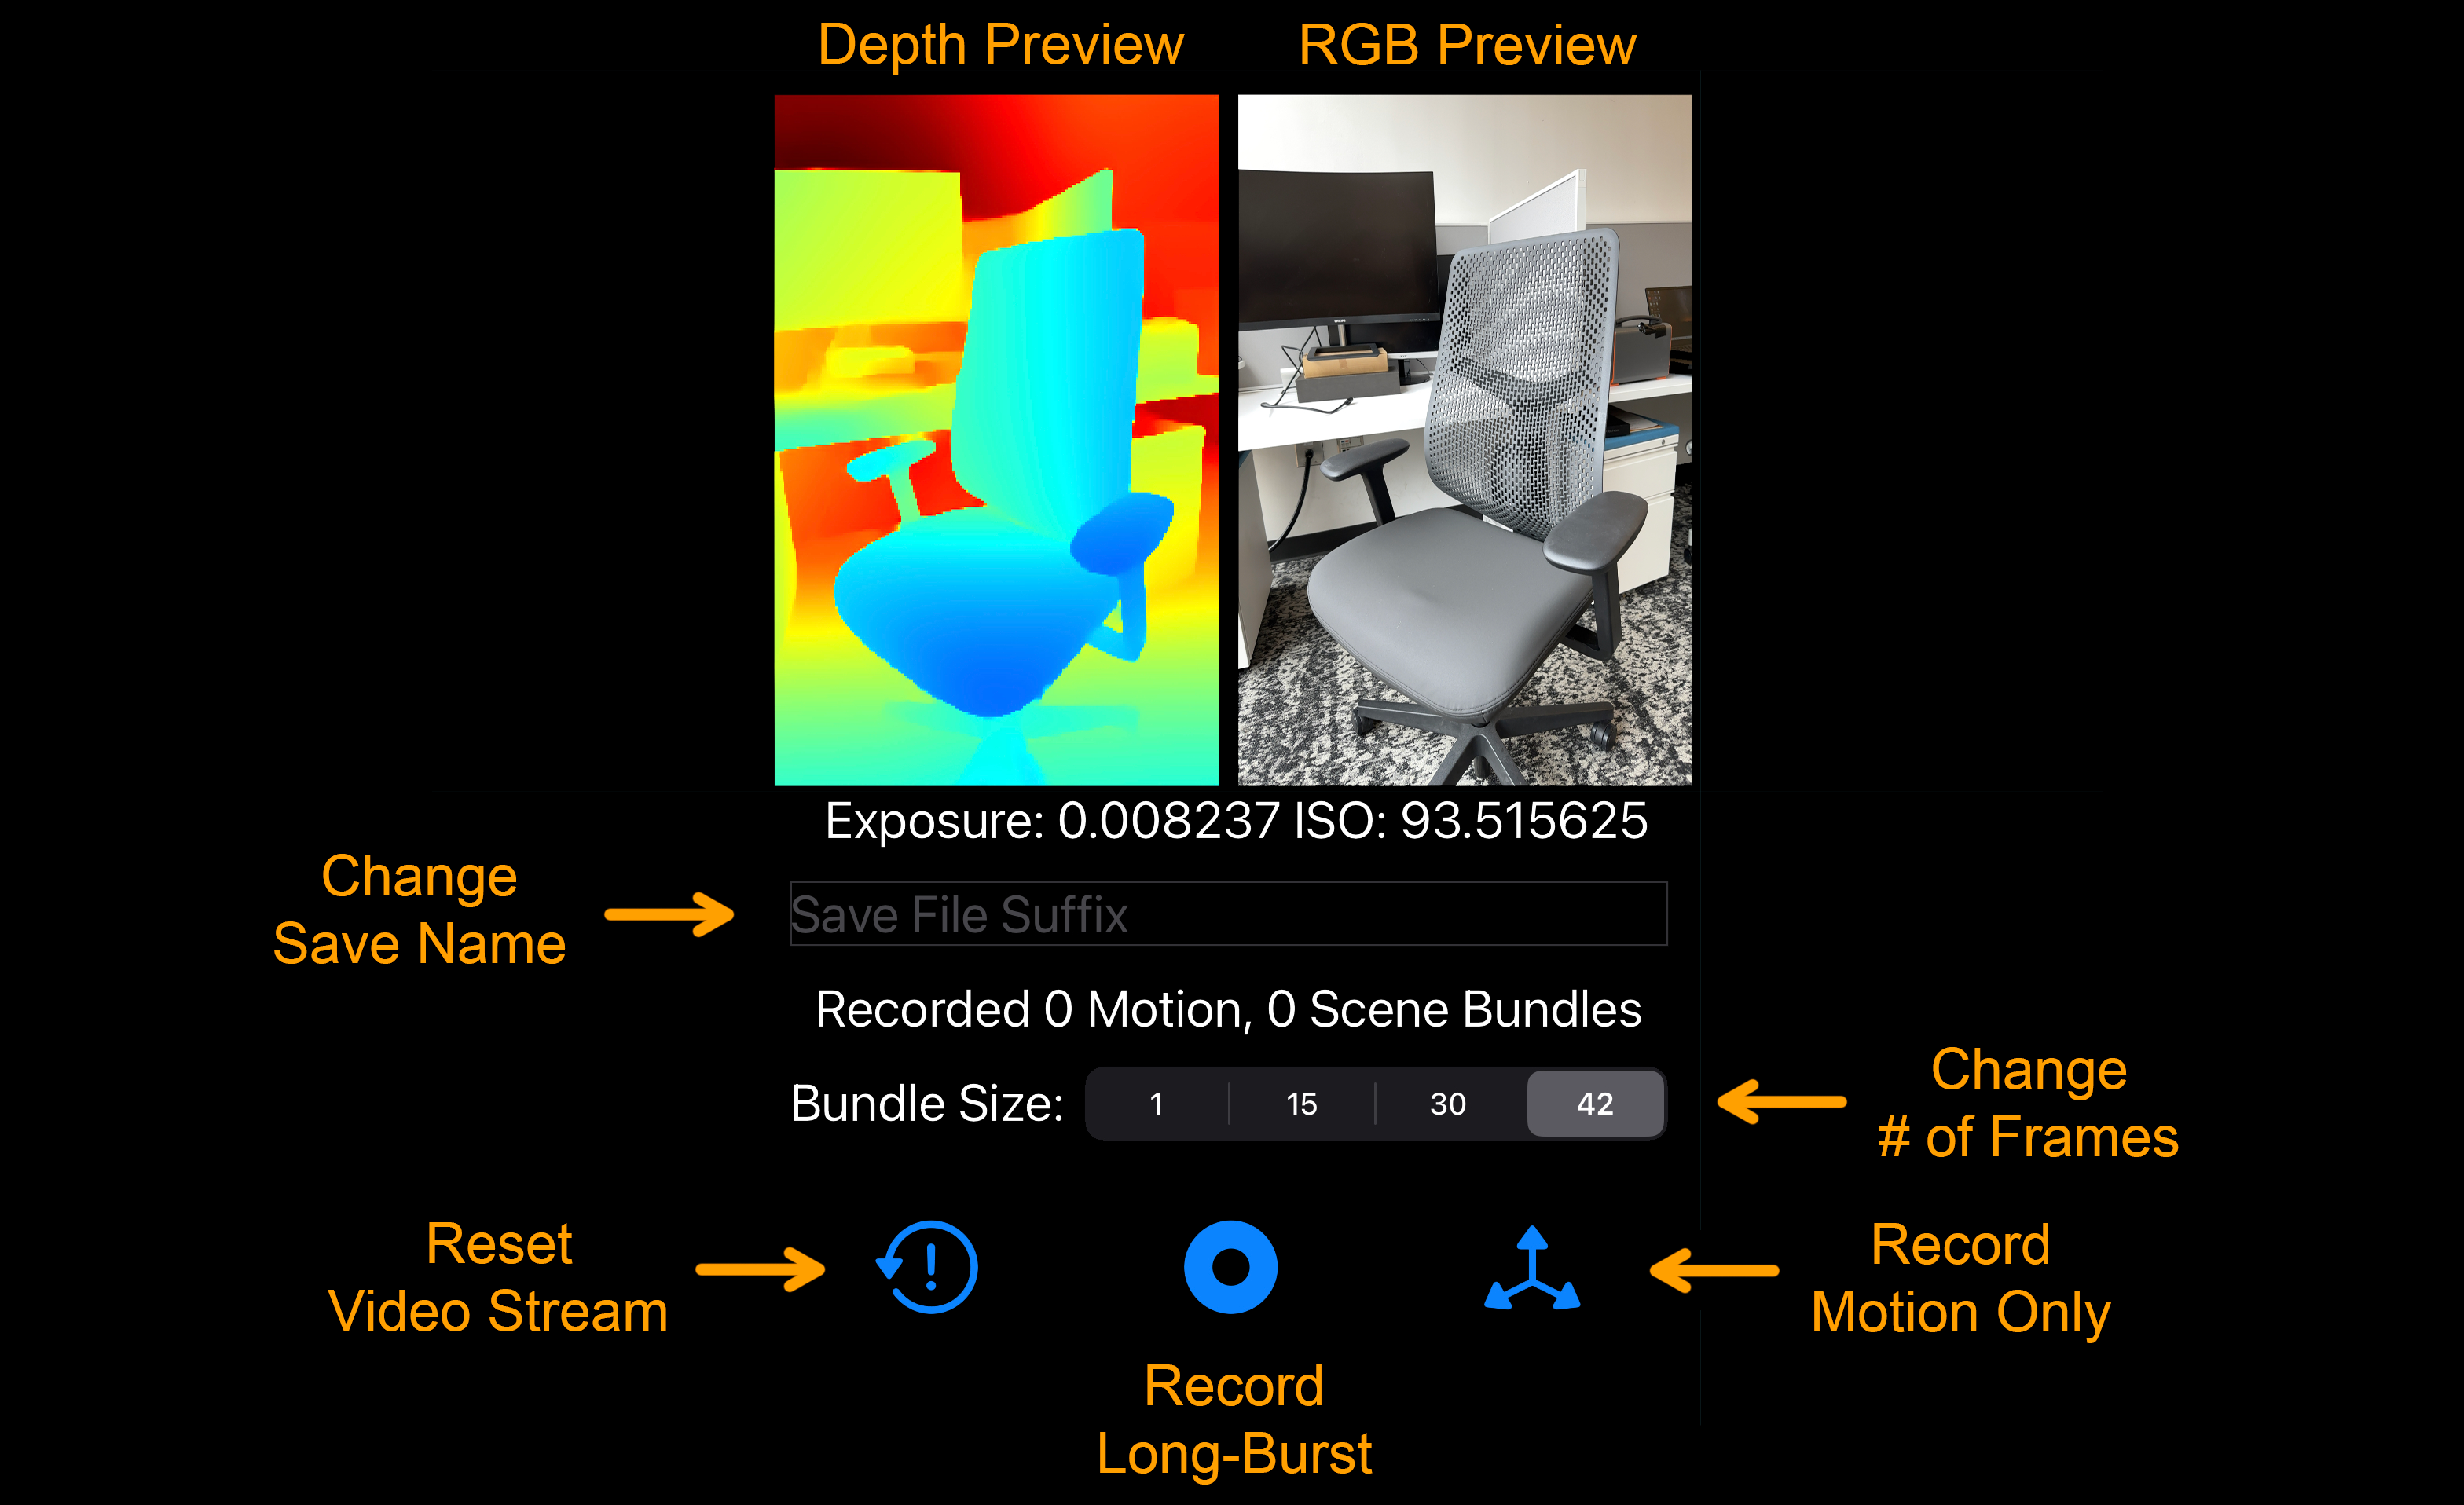 Depth Preview
RGB Preview
Exposure: 0.008237 ISO: 93.515625
Change
Save Name
Save File Suffix
Recorded 0 Motion, 0 Scene Bundles
Bundle Size: 1 15 30 42
Change
# of Frames
Reset
Video Stream
Record
Motion Only
Record
Long-Burst